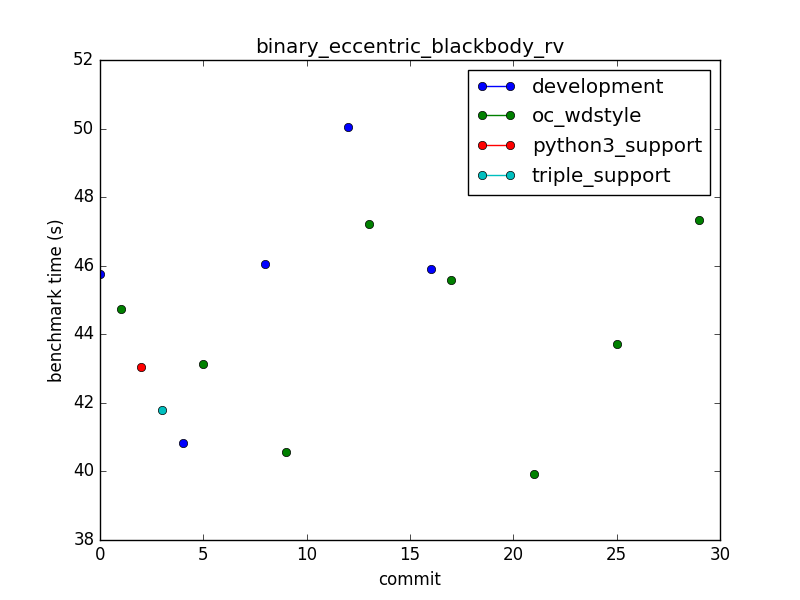 binary_eccentric_blackbody_rv
development
oc_wdstyle
python3_support
triple_support
benchmark time (s)
52
50
48
46
44
42
40
38
0 5 10 15 20 25 30
commit